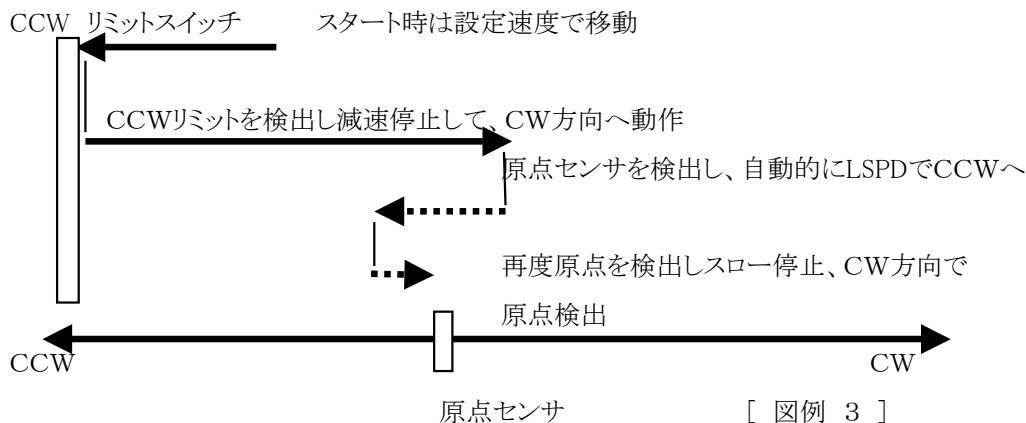 CCW リミットスイッチ スタート時は設定速度で移動
CCWリミットを検出し減速停止して、CW方向へ動作
原点センサを検出し、自動的にLSPDでCCWへ
再度原点を検出しスロー停止、CW方向で
原点検出
CCW CW
原点センサ [ 図例 3 ]